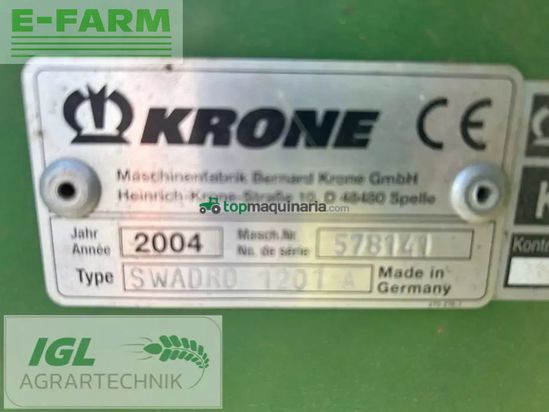 E-FARM
KRONE CE
Maschinenfabrik Bernard Krone GmbH
Heinrich-Krone-Straße 10, D 48480 Spelle
topmaquinaria.com
Jahr Année 2004 Masch.Nr. No. de série 578141
Type SWADRO 1201 A Made in Germany
K
Kontr
IGL
AGRARTECHNIK